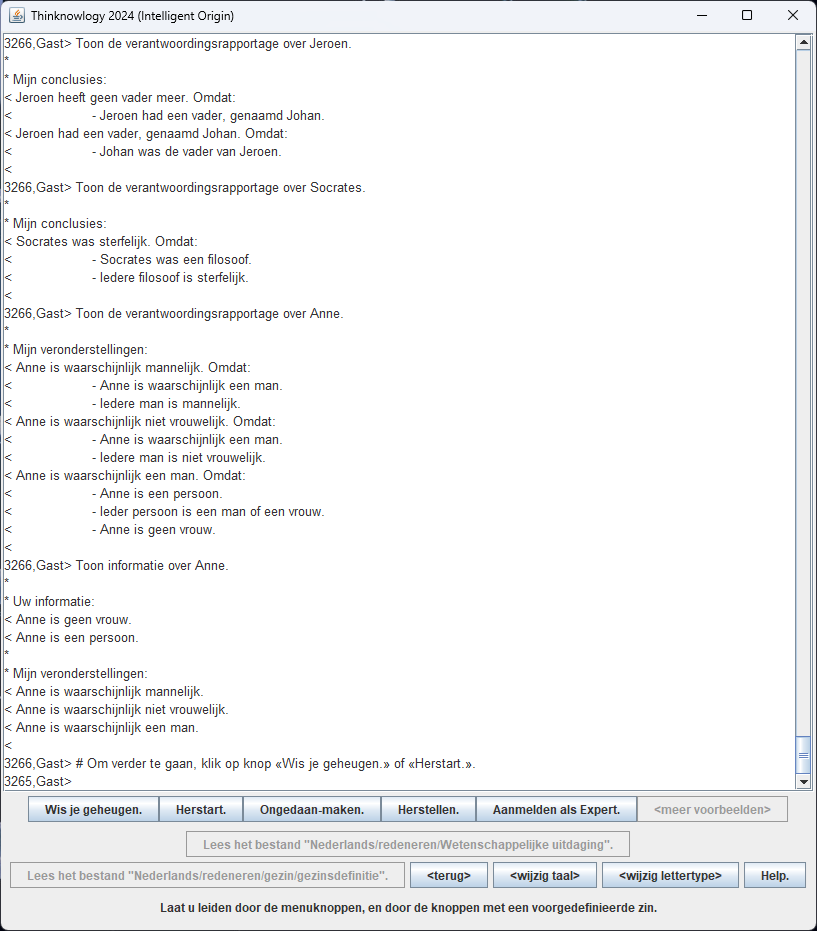 Thinknowlogy 2024 (Intelligent Origin)
3266,Gast> Toon de verantwoordingsrapportage over Jeroen.
*
* Mijn conclusies:
< Jeroen heeft geen vader meer. Omdat:
< - Jeroen had een vader, genaamd Johan.
< Jeroen had een vader, genaamd Johan. Omdat:
< - Johan was de vader van Jeroen.
<
3266,Gast> Toon de verantwoordingsrapportage over Socrates.
*
* Mijn conclusies:
< Socrates was sterfelijk. Omdat:
< - Socrates was een filosoof.
< - Iedere filosoof is sterfelijk.
<
3266,Gast> Toon de verantwoordingsrapportage over Anne.
*
* Mijn veronderstellingen:
< Anne is waarschijnlijk mannelijk. Omdat:
< - Anne is waarschijnlijk een man.
< - Iedere man is mannelijk.
< Anne is waarschijnlijk niet vrouwelijk. Omdat:
< - Anne is waarschijnlijk een man.
< - Iedere man is niet vrouwelijk.
< Anne is waarschijnlijk een man. Omdat:
< - Anne is een persoon.
< - Ieder persoon is een man of een vrouw.
< - Anne is geen vrouw.
<
3266,Gast> Toon informatie over Anne.
*
* Uw informatie:
< Anne is geen vrouw.
< Anne is een persoon.
*
* Mijn veronderstellingen:
< Anne is waarschijnlijk mannelijk.
< Anne is waarschijnlijk niet vrouwelijk.
< Anne is waarschijnlijk een man.
<
3266,Gast> # Om verder te gaan, klik op knop «Wis je geheugen.» of «Herstart.».
3265,Gast>
Wis je geheugen. Herstart. Ongedaan-maken. Herstellen. Aanmelden als Expert. <meer voorbeelden>
Lees het bestand "Nederlands/redeneren/Wetenschappelijke uitdaging".
Lees het bestand "Nederlands/redeneren/gezin/gezinsdefinitie". <terug> <wijzig taal> <wijzig lettertype> Help.
Laat u leiden door de menuknoppen, en door de knoppen met een voorgedefinieerde zin.